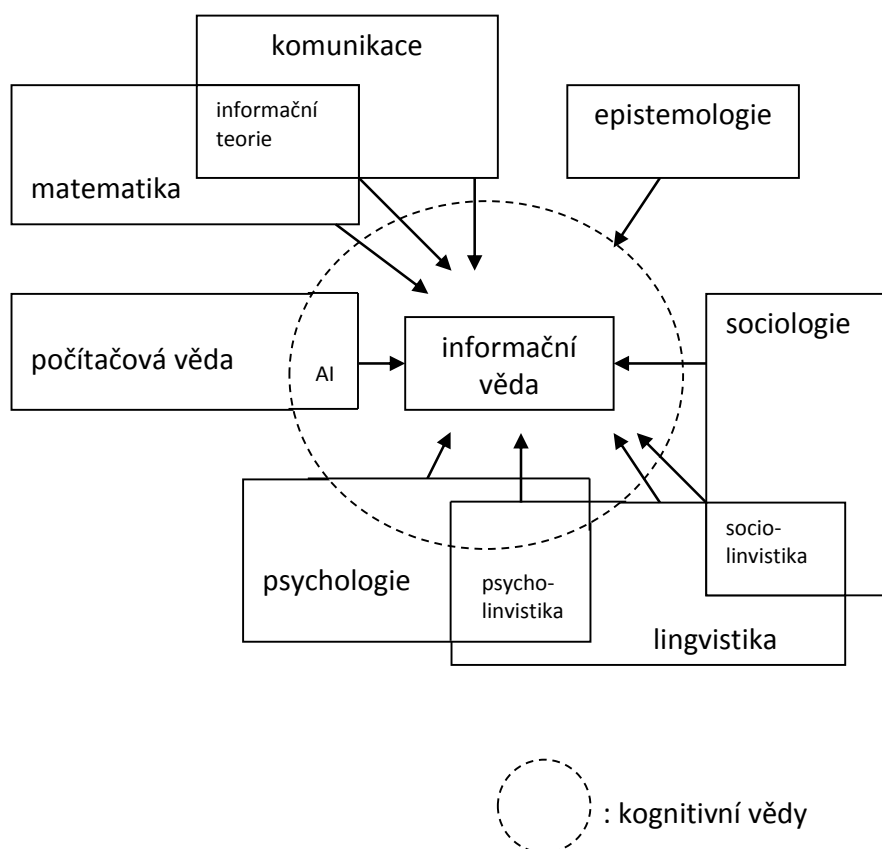 komunikace
informační
teorie
epistemologie
matematika
sociologie
počítačová věda
AI
informační
věda
socio-
linvistika
psychologie
psycho-
linvistika
lingvistika
: kognitivní vědy